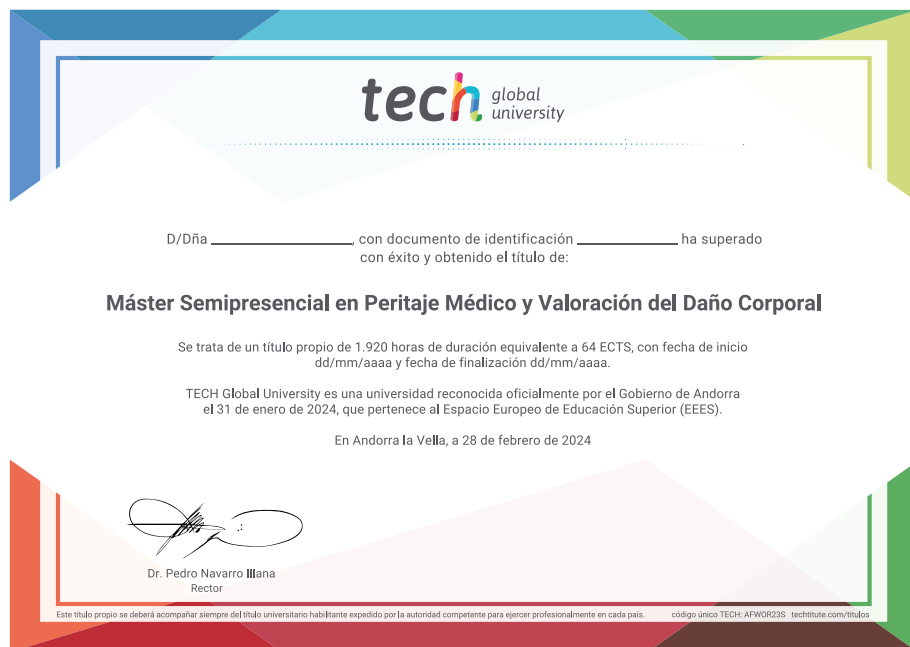 tech global university
D/Dña ________________, con documento de identificación ____________ ha superado
con éxito y obtenido el título de:
Máster Semipresencial en Peritaje Médico y Valoración del Daño Corporal
Se trata de un título propio de 1.920 horas de duración equivalente a 64 ECTS, con fecha de inicio
dd/mm/aaaa y fecha de finalización dd/mm/aaaa.
TECH Global University es una universidad reconocida oficialmente por el Gobierno de Andorra
el 31 de enero de 2024, que pertenece al Espacio Europeo de Educación Superior (EEES).
En Andorra la Vella, a 28 de febrero de 2024
Dr. Pedro Navarro Illana
Rector
Este título propio se deberá acompañar siempre del título universitario habilitante expedido por la autoridad competente para ejercer profesionalmente en cada país. código único TECH: AFWOR23S techtitute.com/titulos